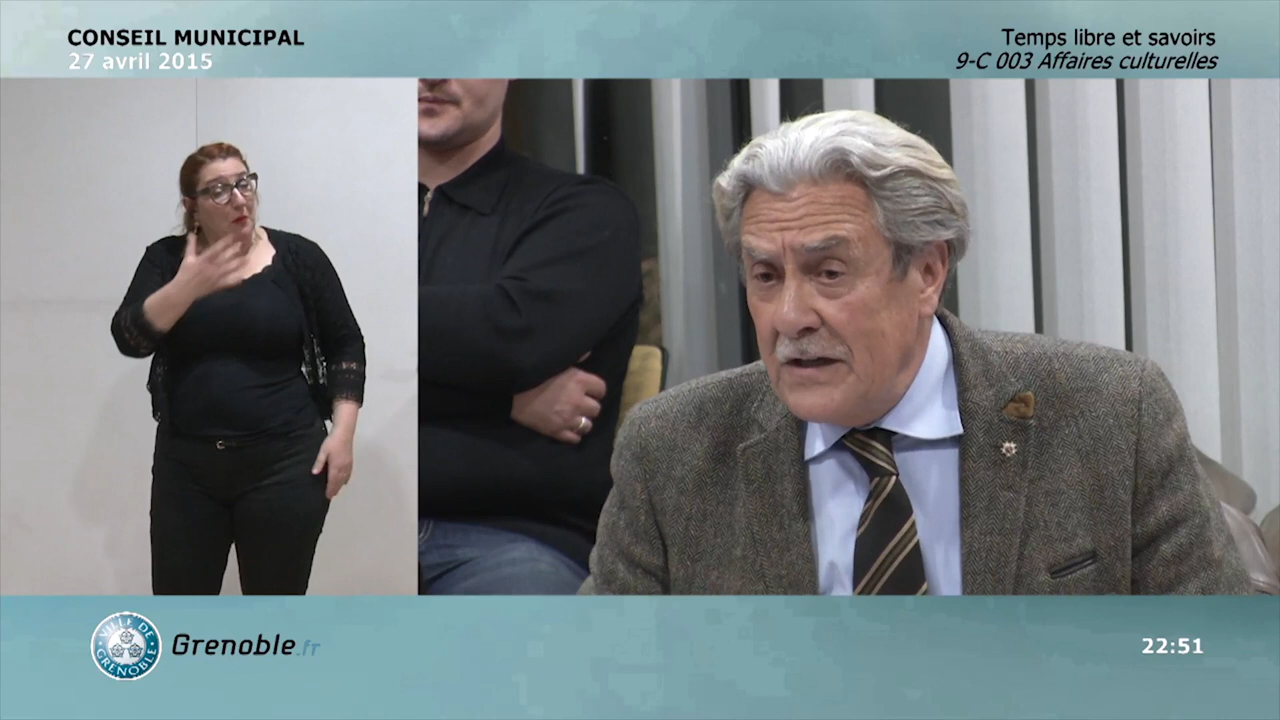 CONSEIL MUNICIPAL
27 avril 2015
Temps libre et savoirs
9-C 003 Affaires culturelles
VILLE DE
GRENOBLE
Grenoble.fr
22:51